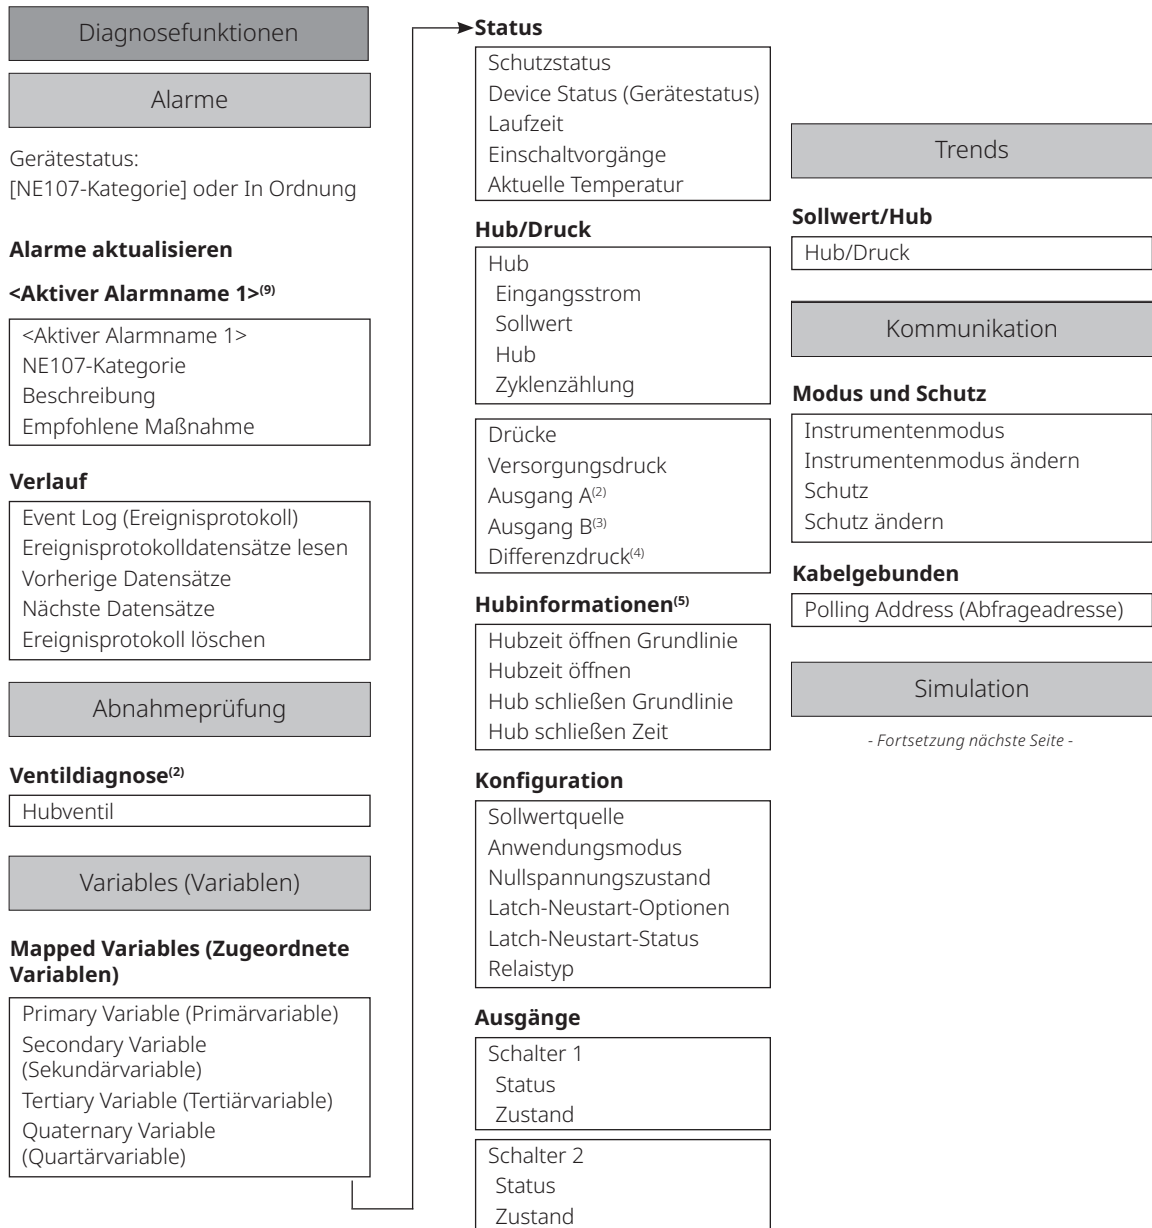 Diagnosefunktionen
Alarme
Gerätestatus:
[NE107-Kategorie] oder In Ordnung
Alarme aktualisieren
<Aktiver Alarmname 1>(9)
<Aktiver Alarmname 1>
NE107-Kategorie
Beschreibung
Empfohlene Maßnahme
Verlauf
Event Log (Ereignisprotokoll)
Ereignisprotokolldatensätze lesen
Vorherige Datensätze
Nächste Datensätze
Ereignisprotokoll löschen
Abnahmeprüfung
Ventildiagnose(2)
Hubventil
Variables (Variablen)
Mapped Variables (Zugeordnete
Variablen)
Primary Variable (Primärvariable)
Secondary Variable
(Sekundärvariable)
Tertiary Variable (Tertiärvariable)
Quaternary Variable
(Quartärvariable)
Status
Schutzstatus
Device Status (Gerätestatus)
Laufzeit
Einschaltvorgänge
Aktuelle Temperatur
Hub/Druck
Hub
Eingangsstrom
Sollwert
Hub
Zyklenzählung
Drücke
Versorgungsdruck
Ausgang A(2)
Ausgang B(3)
Differenzdruck(4)
Hubinformationen(5)
Hubzeit öffnen Grundlinie
Hubzeit öffnen
Hub schließen Grundlinie
Hub schließen Zeit
Konfiguration
Sollwertquelle
Anwendungsmodus
Nullspannungszustand
Latch-Neustart-Optionen
Latch-Neustart-Status
Relaistyp
Ausgänge
Schalter 1
Status
Zustand
Schalter 2
Status
Zustand
Trends
Sollwert/Hub
Hub/Druck
Kommunikation
Modus und Schutz
Instrumentenmodus
Instrumentenmodus ändern
Schutz
Schutz ändern
Kabelgebunden
Polling Address (Abfrageadresse)
Simulation
- Fortsetzung nächste Seite -